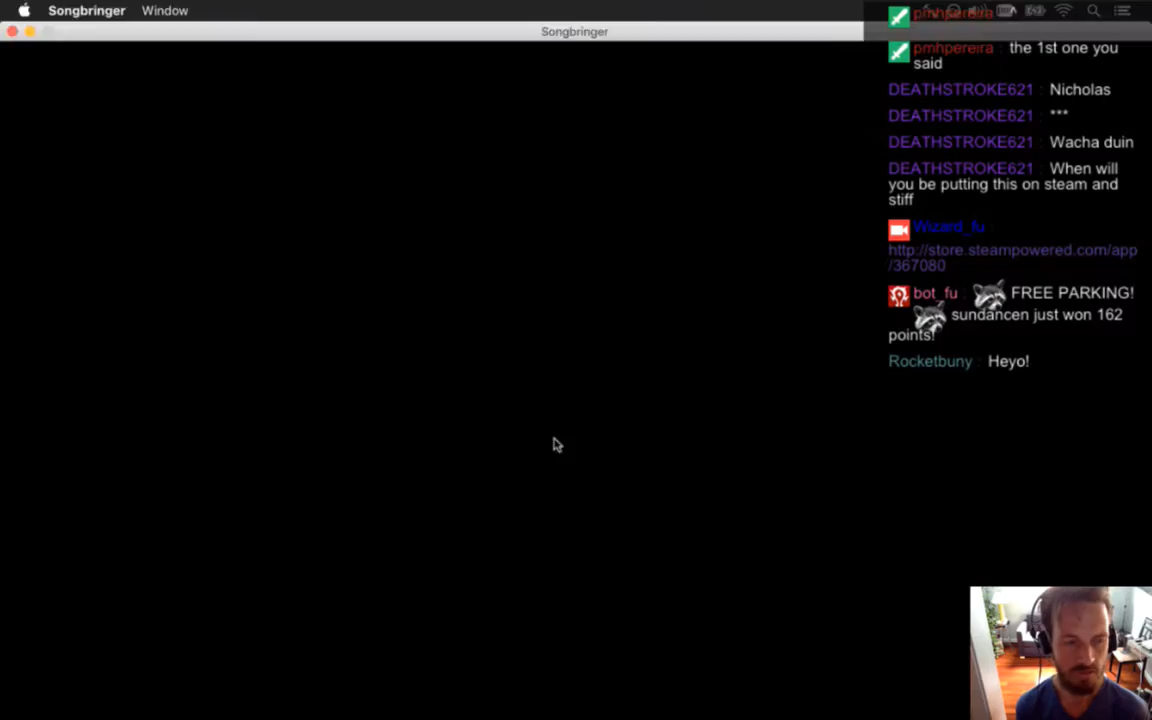 Songbringer Window
Songbringer
pmhpereira
pmhpereira : the 1st one you
said
DEATHSTROKE621 : Nicholas
DEATHSTROKE621 : ***
DEATHSTROKE621 : Wacha duin
DEATHSTROKE621 : When will
you be putting this on steam and
stiff
Wizard_fu :
http://store.steampowered.com/app
/367080
bot_fu : FREE PARKING!
sundancen just won 162
points!
Rocketbuny : Heyo!